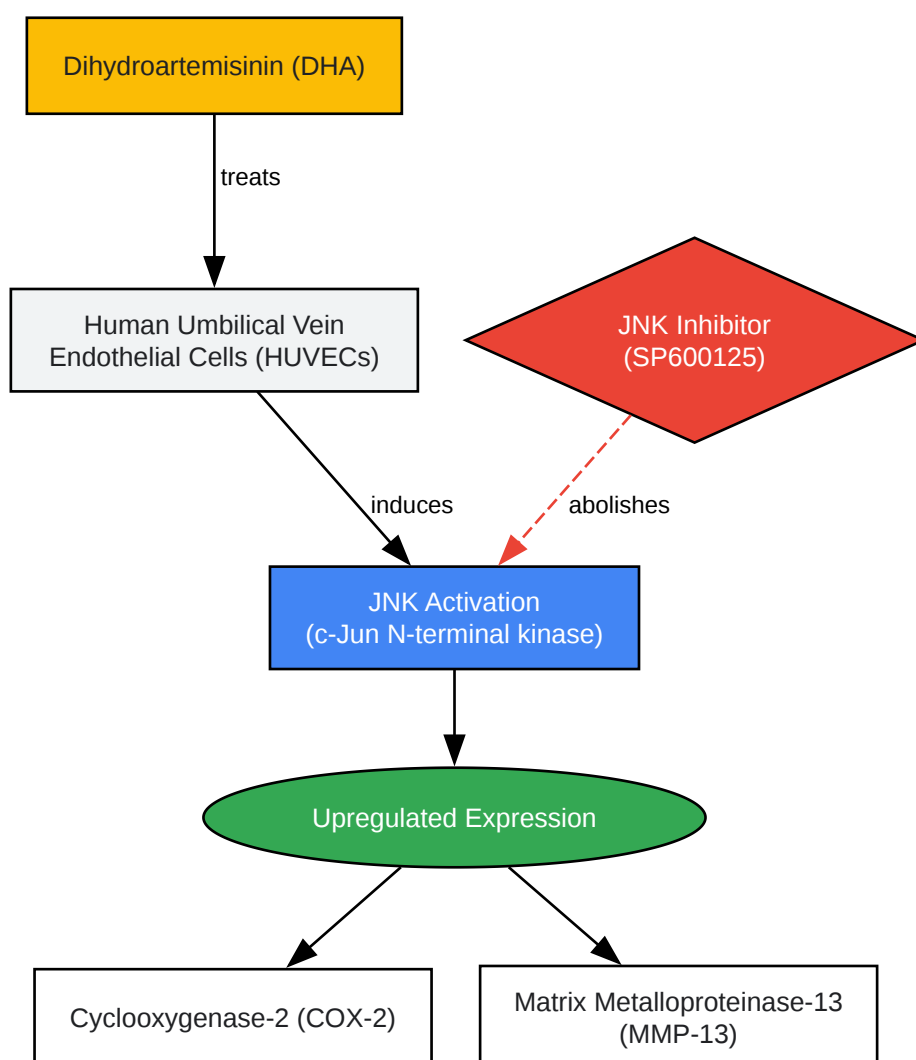 Dihydroartemisinin (DHA)
treats
Human Umbilical Vein
Endothelial Cells (HUVECs)
JNK Inhibitor
(SP600125)
induces
abolishes
JNK Activation
(c-Jun N-terminal kinase)
Upregulated Expression
Cyclooxygenase-2 (COX-2)
Matrix Metalloproteinase-13
(MMP-13)